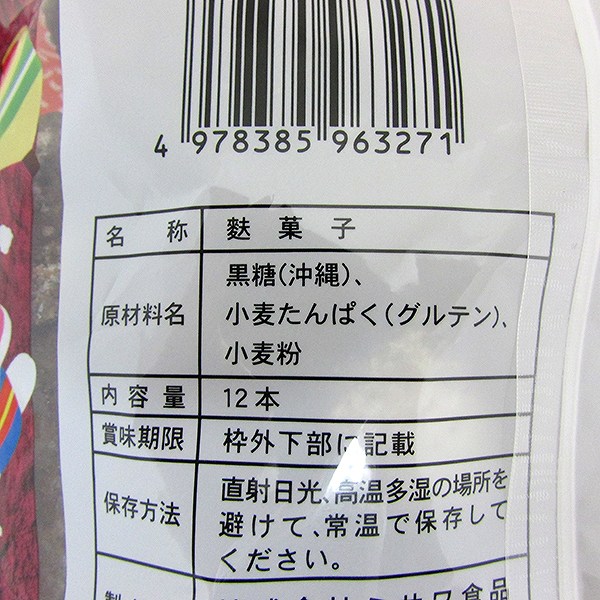 4 978385 963271
名称 麩菓子
原材料名 黒糖(沖縄)、
小麦たんぱく(グルテン)、
小麦粉
内容量 12本
賞味期限 枠外下部に記載
保存方法 直射日光、高温多湿の場所を
避けて、常温で保存して
ください。